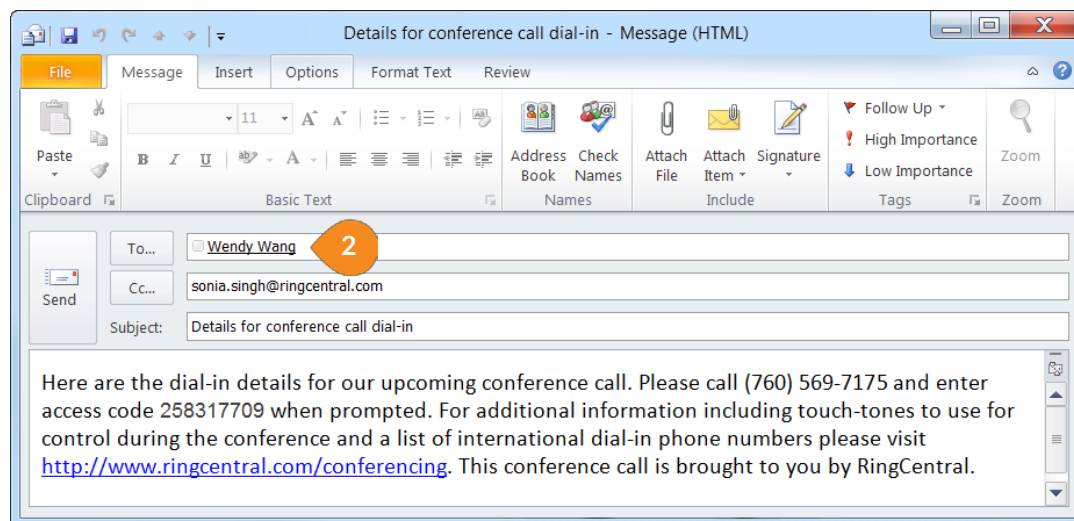 Details for conference call dial-in - Message (HTML)
File Message Insert Options Format Text Review
11
Follow Up
High Importance
Low Importance
Paste
B I U ab A
Address Book
Check Names
Attach File
Attach Item
Signature
Zoom
Clipboard Basic Text Names Include Tags Zoom
Send
To... Wendy Wang 2
Cc... sonia.singh@ringcentral.com
Subject: Details for conference call dial-in
Here are the dial-in details for our upcoming conference call. Please call (760) 569-7175 and enter
access code 258317709 when prompted. For additional information including touch-tones to use for
control during the conference and a list of international dial-in phone numbers please visit
http://www.ringcentral.com/conferencing. This conference call is brought to you by RingCentral.